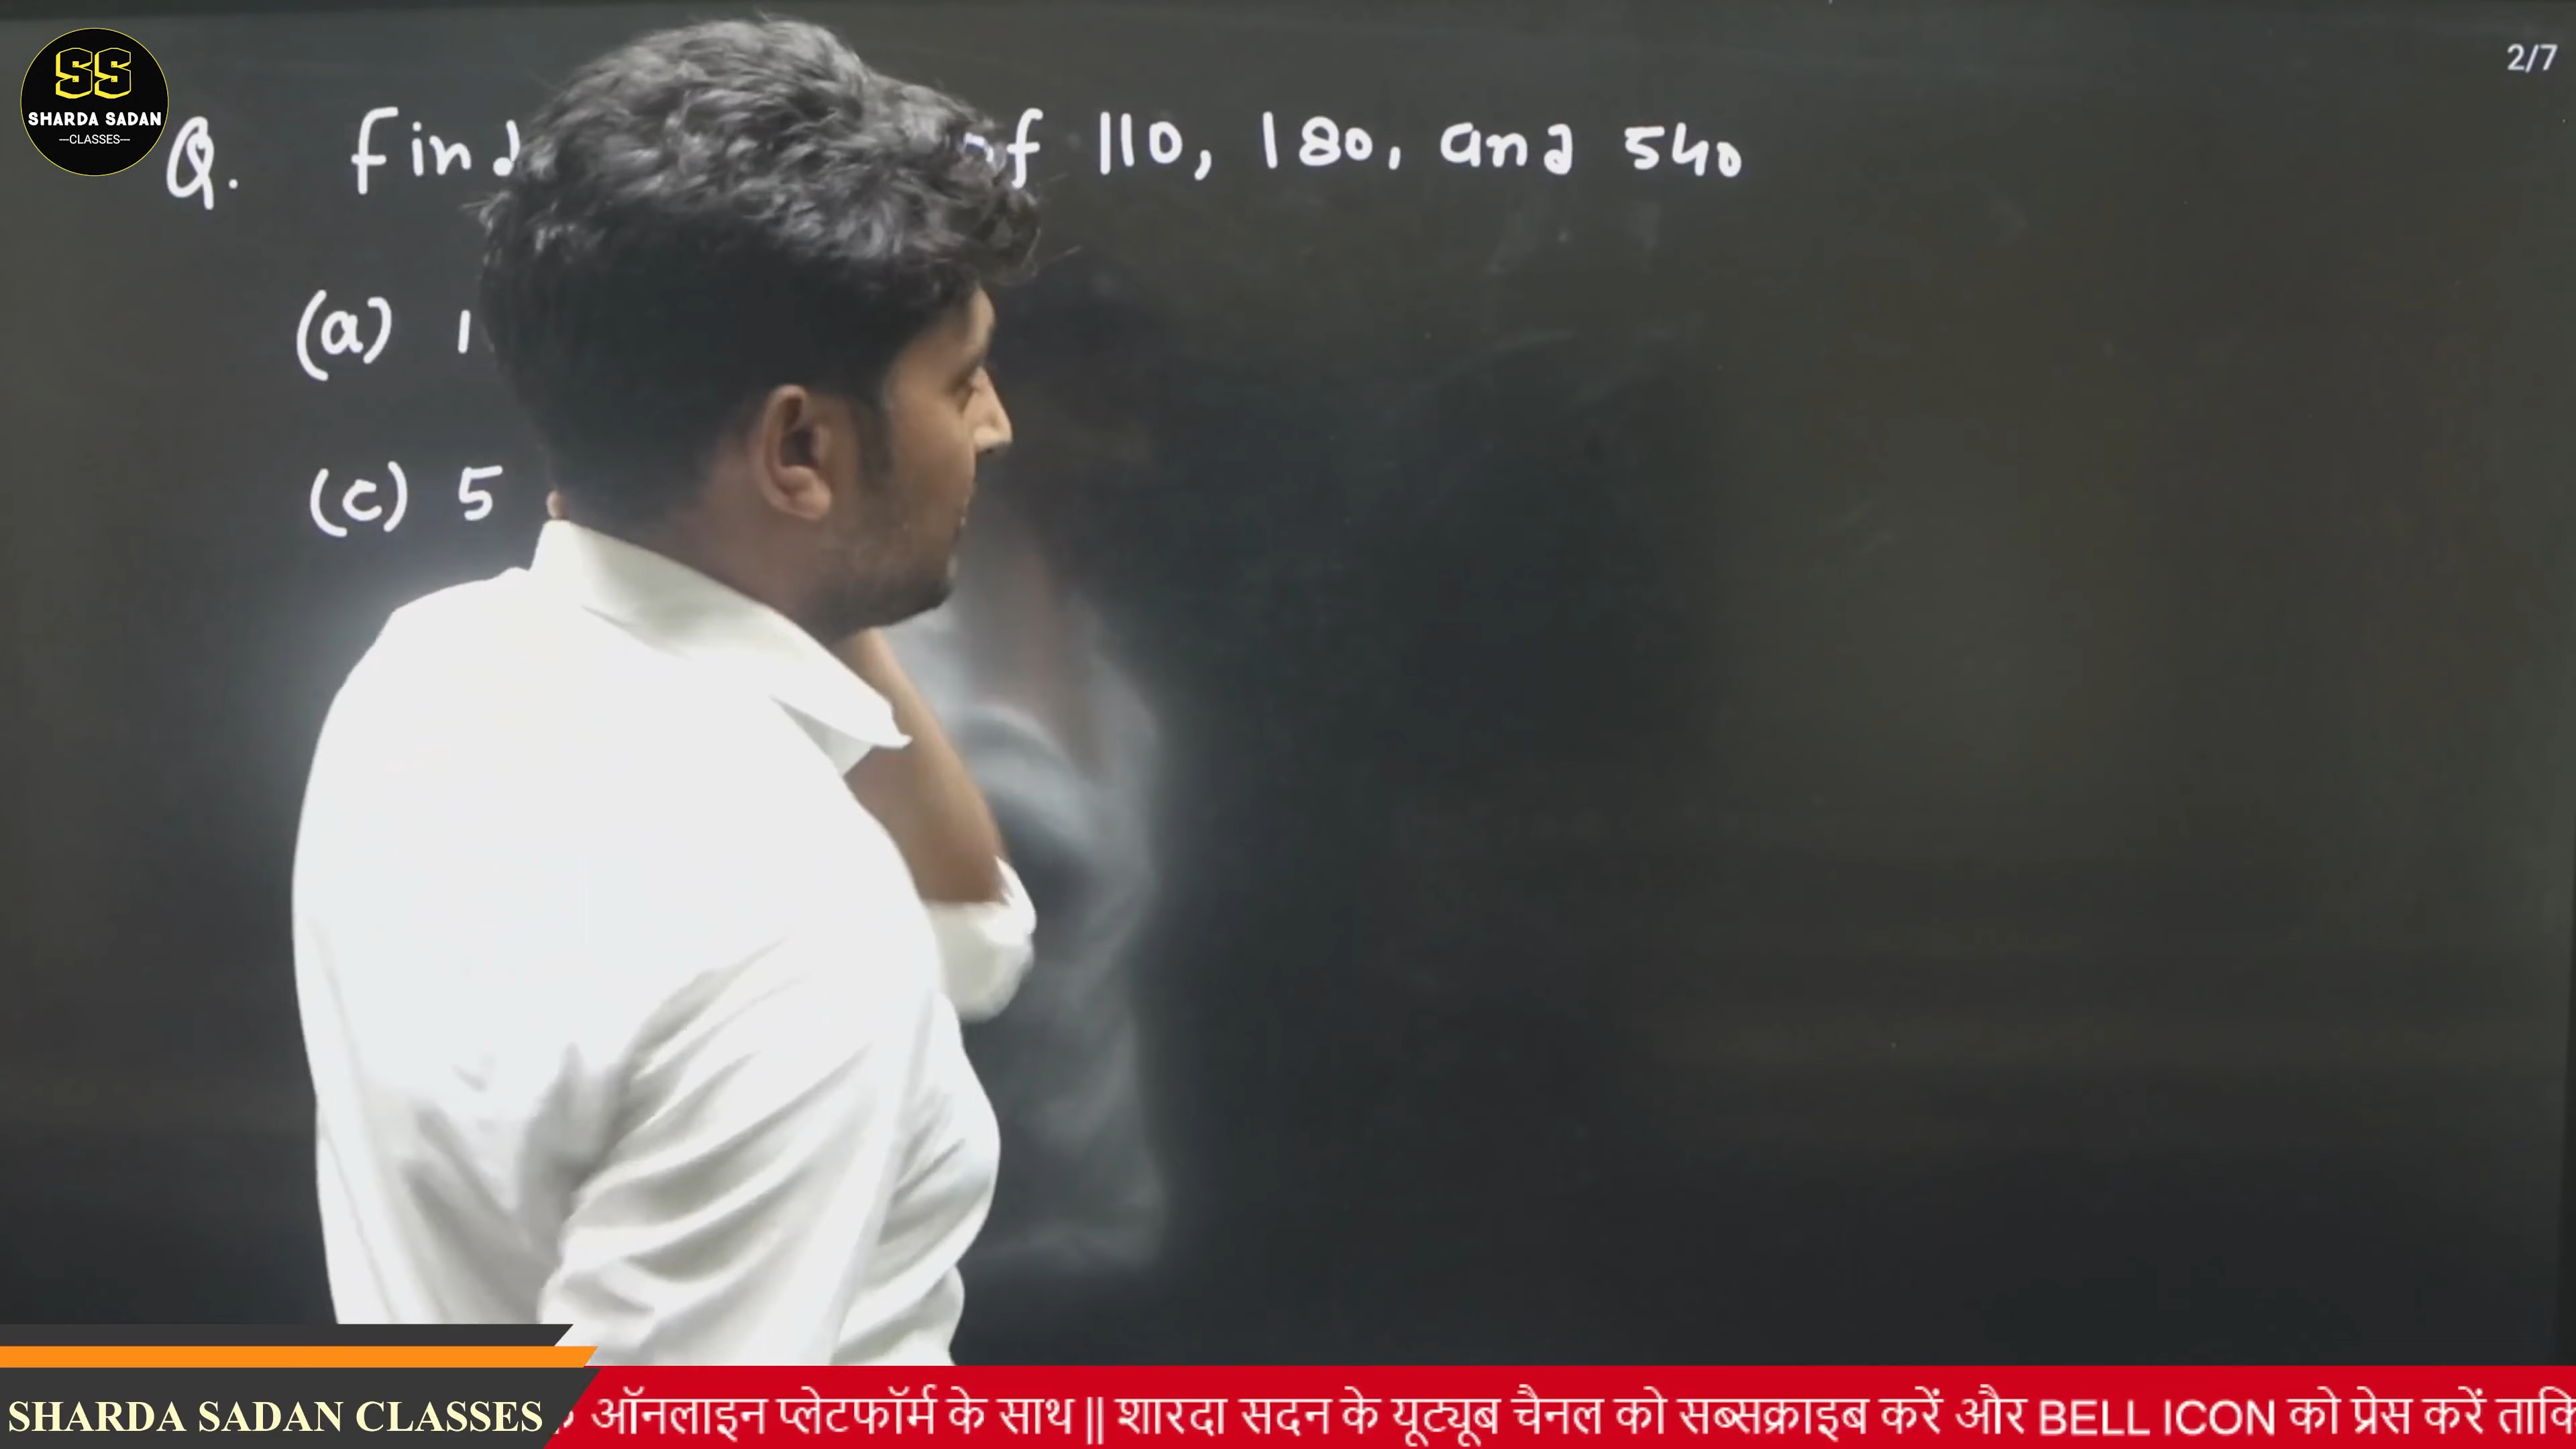 SS
SHARDA SADAN
—CLASSES—
2/7
Q. Find of 110, 180, and 540
(a) 1
(c) 5
SHARDA SADAN CLASSES
ऑनलाइन प्लेटफॉर्म के साथ || शारदा सदन के यूट्यूब चैनल को सब्सक्राइब करें और BELL ICON को प्रेस करें